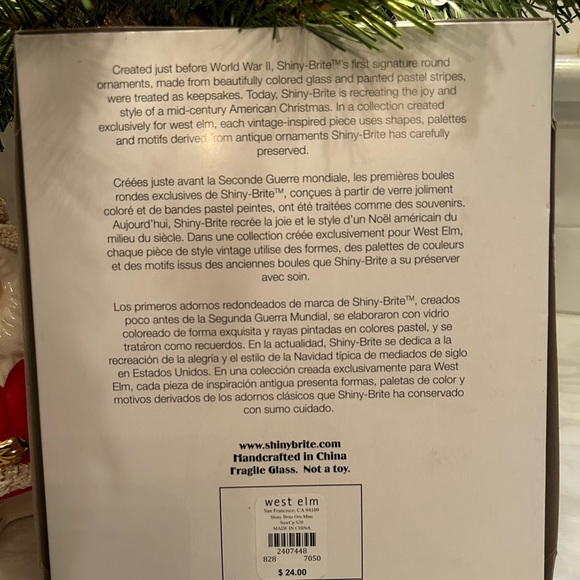 Created just before World War II, Shiny-Brite™'s first signature round
ornaments, made from beautifully colored glass and painted pastel stripes,
were treated as keepsakes. Today, Shiny-Brite is recreating the joy and
style of a mid-century American Christmas. In a collection created
exclusively for west elm, each vintage-inspired piece uses shapes, palettes
and motifs derived from antique ornaments Shiny-Brite has carefully
preserved.
Créées juste avant la Seconde Guerre mondiale, les premières boules
rondes exclusives de Shiny-Brite™, conçues à partir de verre joliment
coloré et de bandes pastel peintes, ont été traitées comme des souvenirs.
Aujourd'hui, Shiny-Brite recrée la joie et le style d'un Noël américain du
milieu du siècle. Dans une collection créée exclusivement pour West Elm,
chaque pièce de style vintage utilise des formes, des palettes de couleurs
et des motifs issus des anciennes boules que Shiny-Brite a su préserver
avec soin.
Los primeros adornos redondeados de marca de Shiny-Brite™, creados
poco antes de la Segunda Guerra Mundial, se elaboraron con vidrio
coloreado de forma exquisita y rayas pintadas en colores pastel, y se
trataron como recuerdos. En la actualidad, Shiny-Brite se dedica a la
recreación de la alegría y el estilo de la Navidad típica de mediados de siglo
en Estados Unidos. En una colección creada exclusivamente para West
Elm, cada pieza de inspiración antigua presenta formas, paletas de color y
motivos derivados de los adornos clásicos que Shiny-Brite ha conservado
con sumo cuidado.
www.shinybrite.com
Handcrafted in China
Fragile Glass. Not a toy.
west elm
San Francisco, CA 94109
Shiny Brite Orn Minc
S20
MADE IN CHINA
2407448
828 7050
$ 24.00